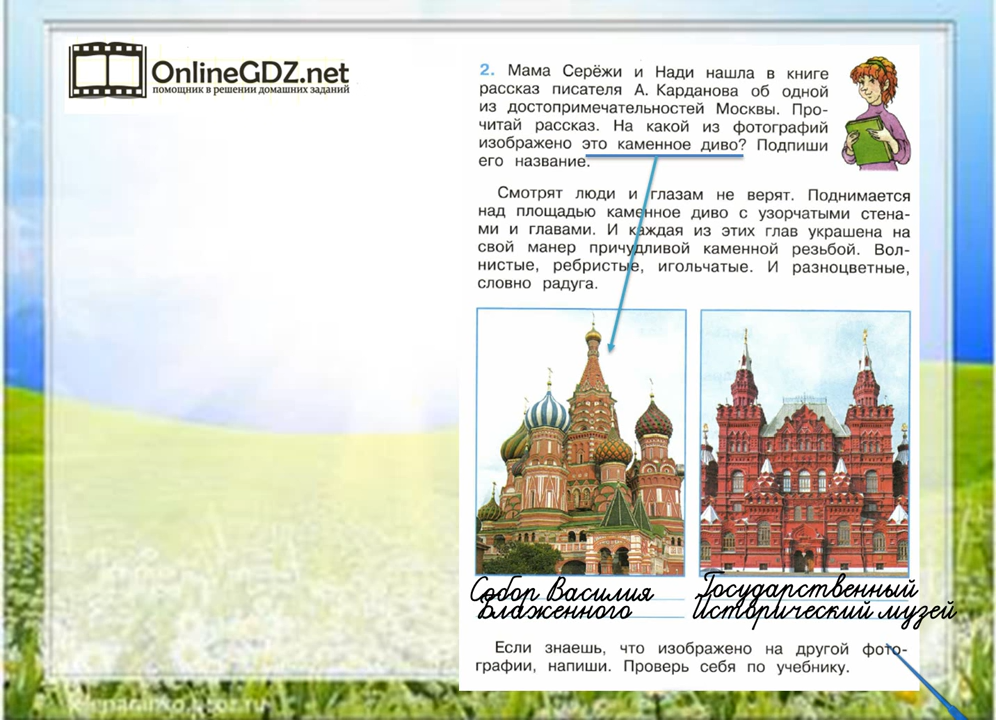 OnlineGDZ.net
помощник в решении домашних заданий
2. Мама Серёжи и Нади нашла в книге
рассказ писателя А. Карданова об одной
из достопримечательностей Москвы. Про-
читай рассказ. На какой из фотографий
изображено это каменное диво? Подпиши
его название.
Смотрят люди и глазам не верят. Поднимается
над площадью каменное диво с узорчатыми стена-
ми и главами. И каждая из этих глав украшена на
свой манер причудливой каменной резьбой. Вол-
нистые, ребристые, игольчатые. И разноцветные,
словно радуга.
Собор Василия
Блаженного
Государственный
Исторический музей
Если знаешь, что изображено на другой фото-
графии, напиши. Проверь себя по учебнику.